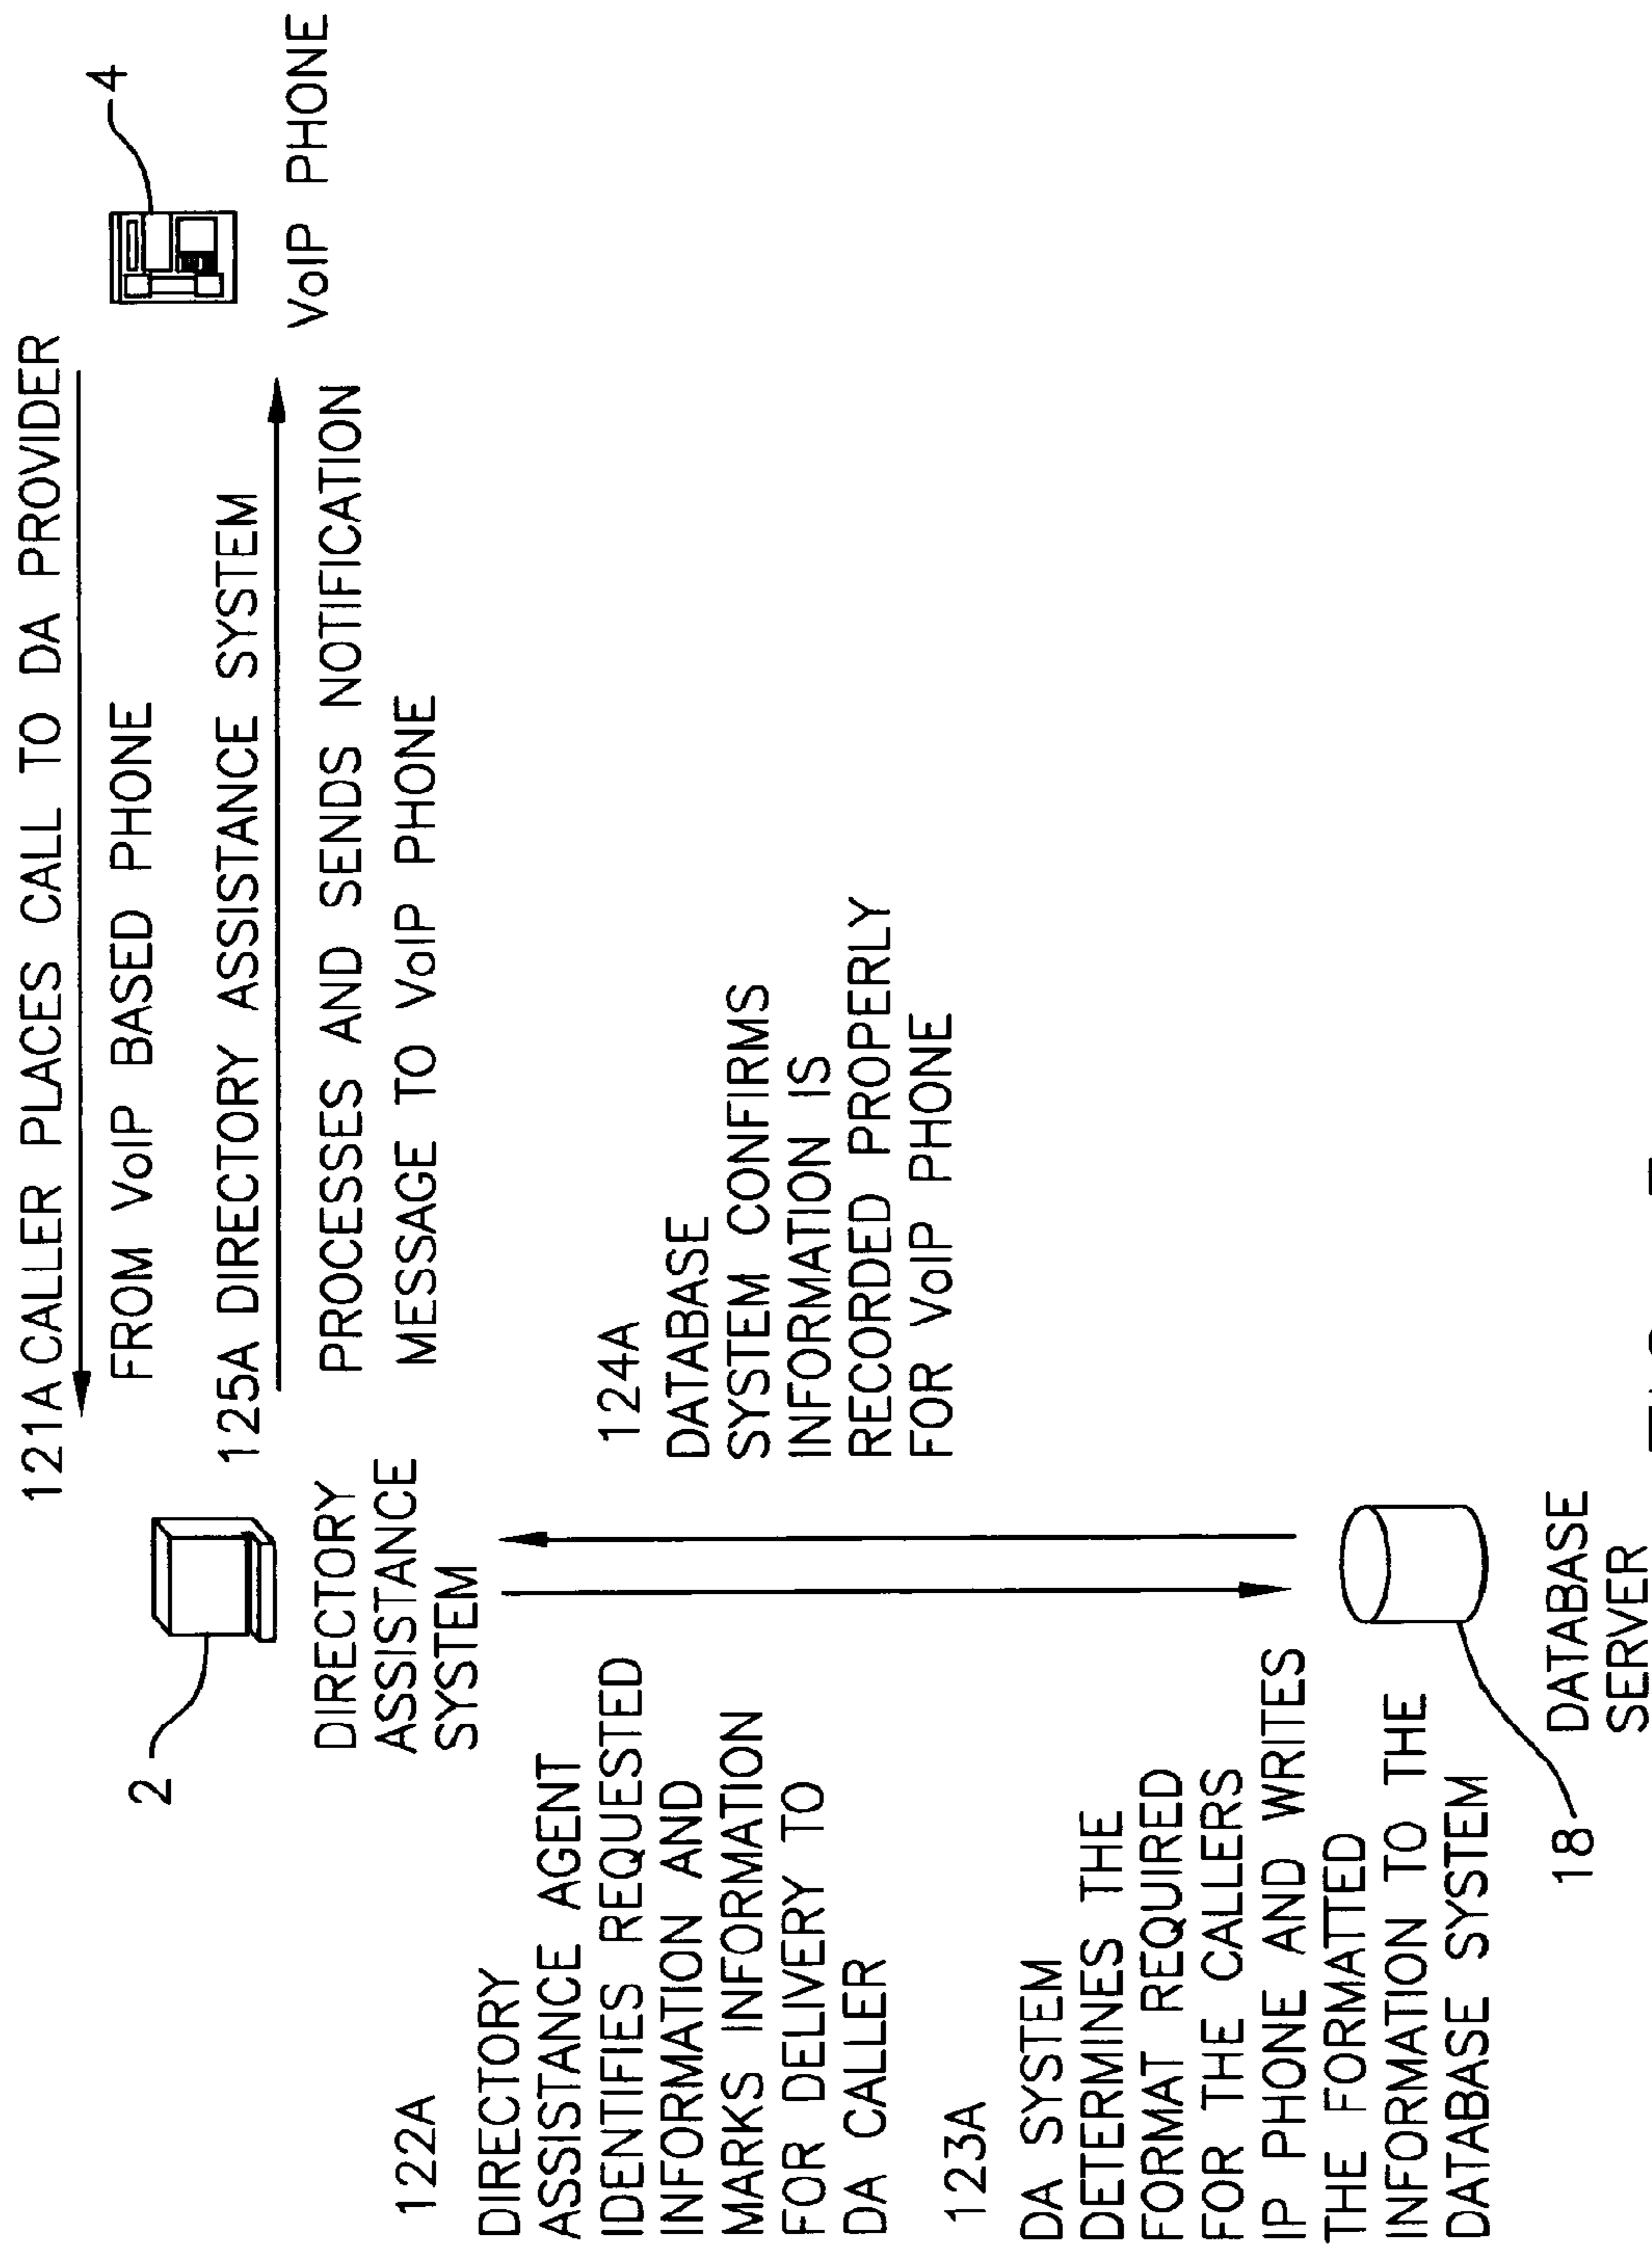 121A CALLER PLACES CALL TO DA PROVIDER
FROM VoIP BASED PHONE
4
125A DIRECTORY ASSISTANCE SYSTEM
PROCESSES AND SENDS NOTIFICATION
MESSAGE TO VoIP PHONE
VoIP PHONE
2
DIRECTORY
ASSISTANCE
SYSTEM
122A
DIRECTORY
ASSISTANCE AGENT
IDENTIFIES REQUESTED
INFORMATION AND
MARKS INFORMATION
FOR DELIVERY TO
DA CALLER
124A
DATABASE
SYSTEM CONFIRMS
INFORMATION IS
RECORDED PROPERLY
FOR VoIP PHONE
123A
DA SYSTEM
DETERMINES THE
FORMAT REQUIRED
FOR THE CALLERS
IP PHONE AND WRITES
THE FORMATTED
INFORMATION TO THE
DATABASE SYSTEM
18
DATABASE
SERVER